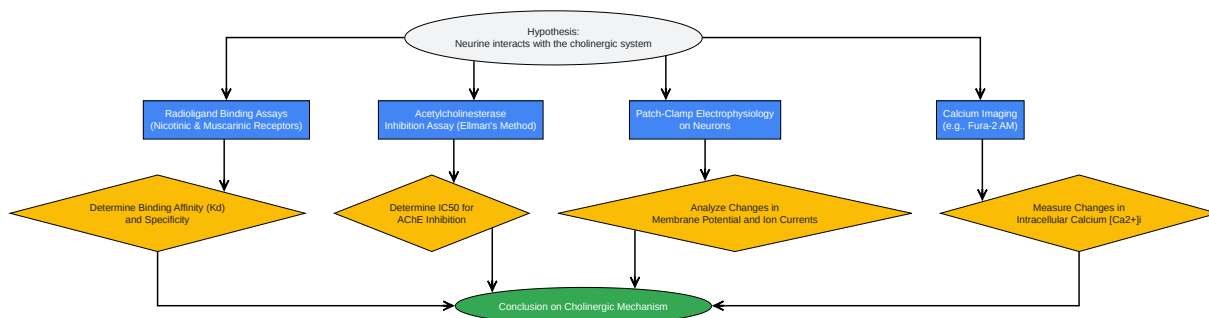 Hypothesis:
Neurine interacts with the cholinergic system
Radioligand Binding Assays
(Nicotinic & Muscarinic Receptors)
Acetylcholinesterase
Inhibition Assay (Ellman's Method)
Patch-Clamp Electrophysiology
on Neurons
Calcium Imaging
(e.g., Fura-2 AM)
Determine Binding Affinity (Kd)
and Specificity
Determine IC50 for
AChE Inhibition
Analyze Changes in
Membrane Potential and Ion Currents
Measure Changes in
Intracellular Calcium [Ca2+]i
Conclusion on Cholinergic Mechanism